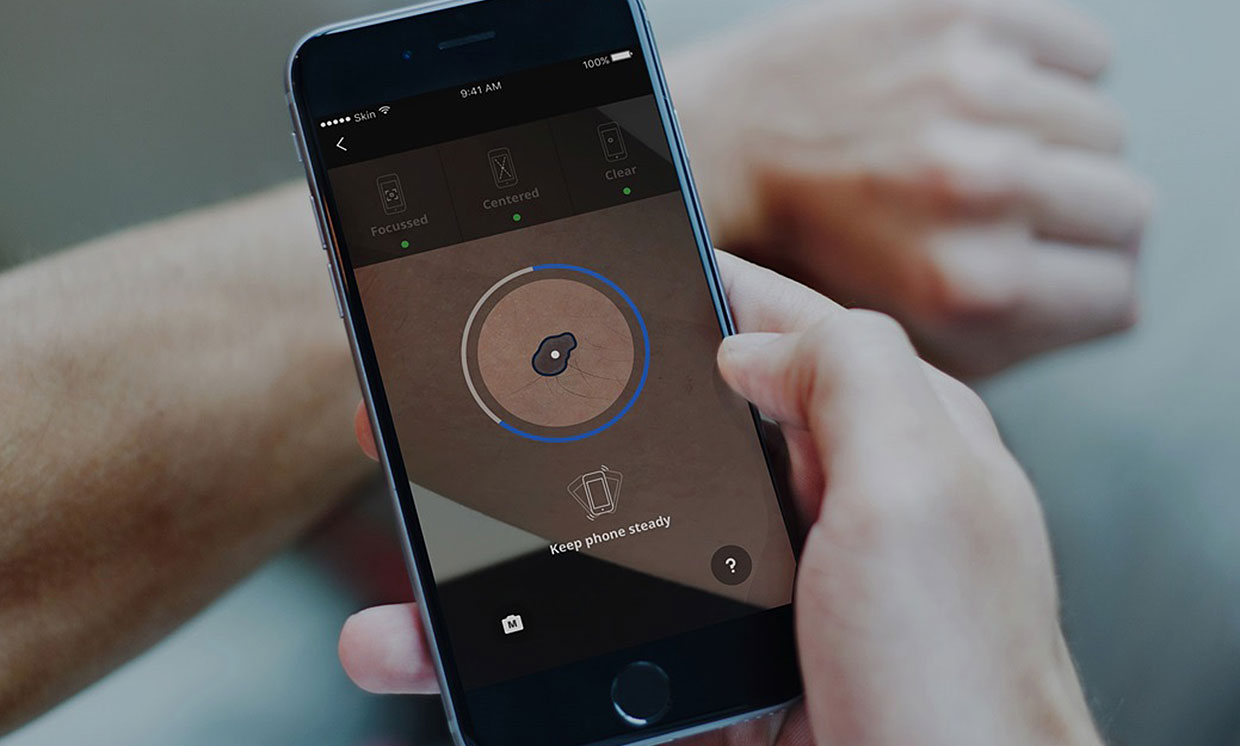 Skin
9:41 AM
100%
Focussed
Centered
Clear
Keep phone steady
?
M